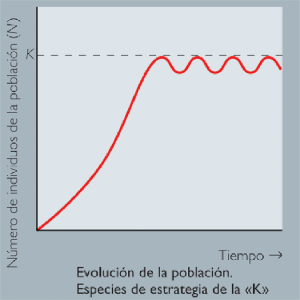 Número de individuos de la población (N)
K
Tiempo →
Evolución de la población.
Especies de estrategia de la «K»